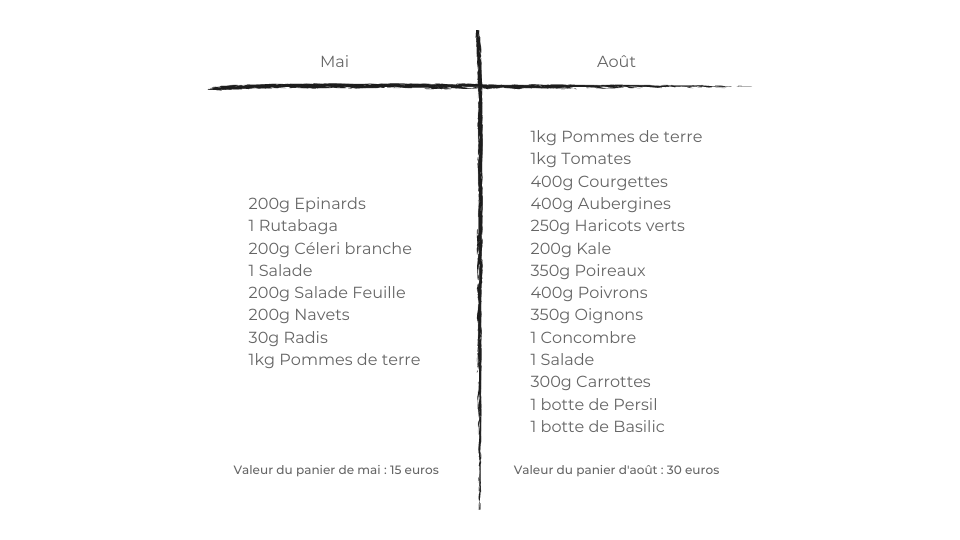 Mai
200g Epinards
1 Rutabaga
200g Céleri branche
1 Salade
200g Salade Feuille
200g Navets
30g Radis
1kg Pommes de terre
Valeur du panier de mai : 15 euros
Août
1kg Pommes de terre
1kg Tomates
400g Courgettes
400g Aubergines
250g Haricots verts
200g Kale
350g Poireaux
400g Poivrons
350g Oignons
1 Concombre
1 Salade
300g Carrottes
1 botte de Persil
1 botte de Basilic
Valeur du panier d'août : 30 euros